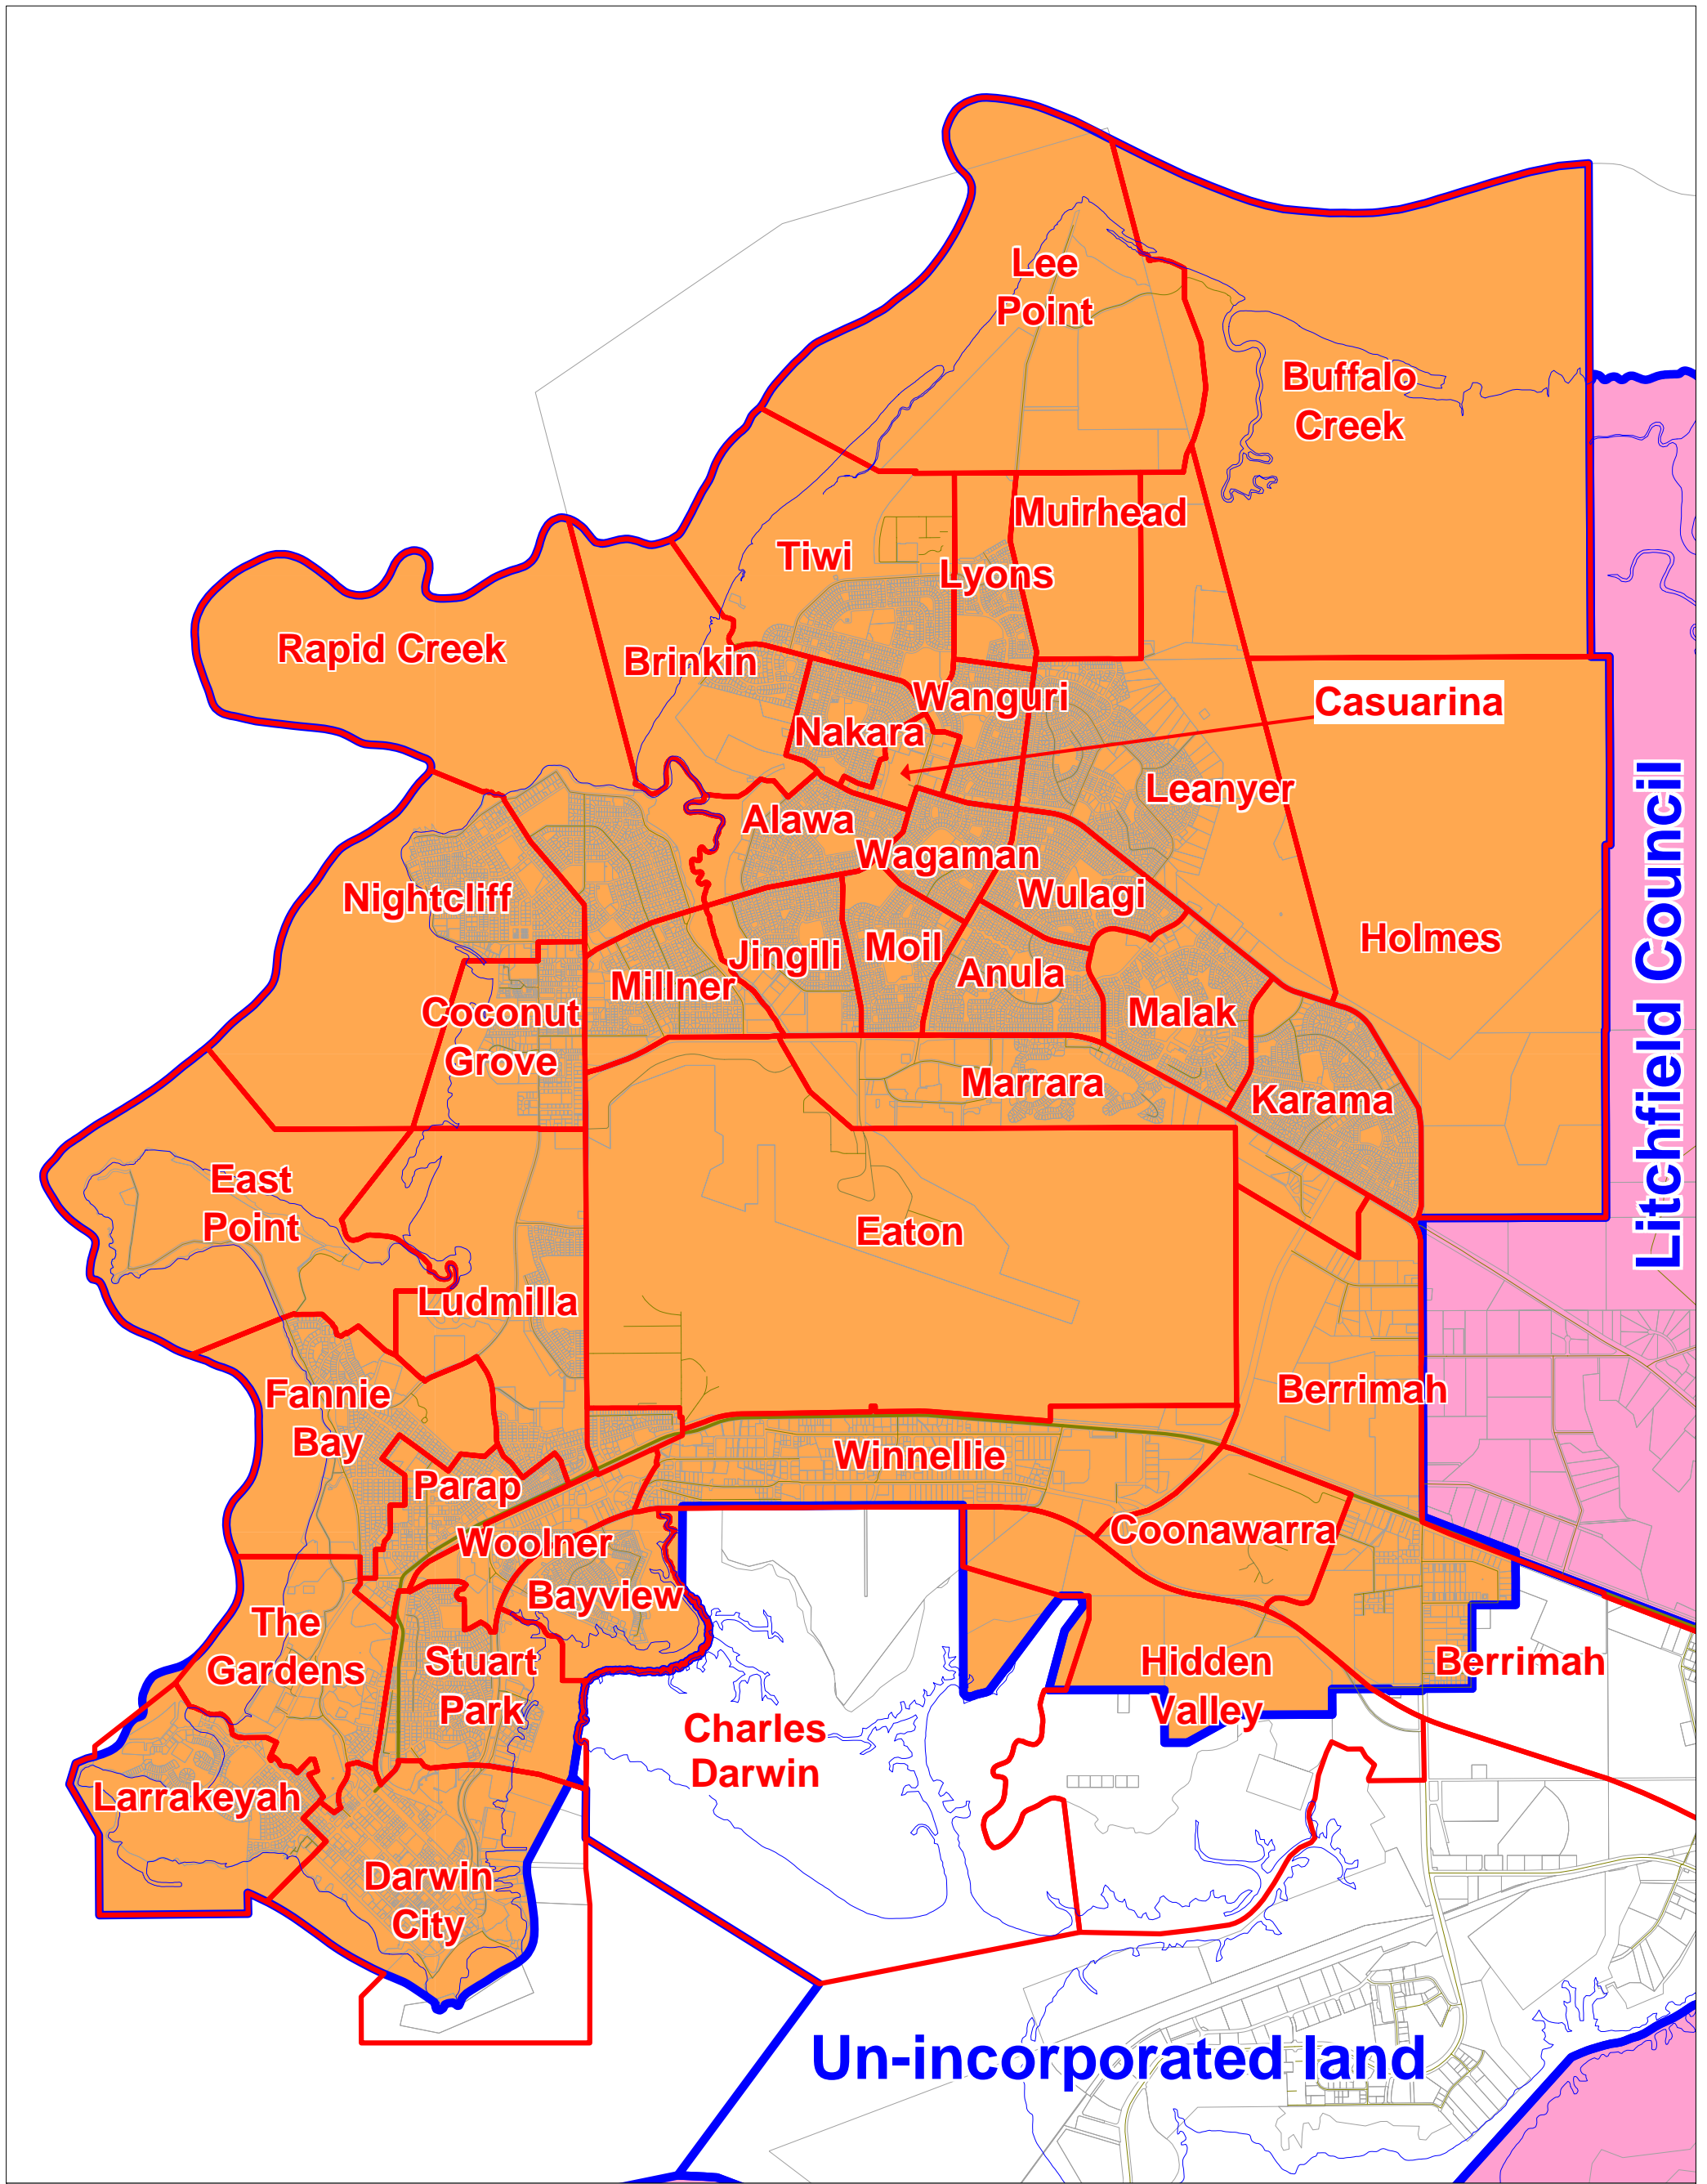 Lee
Point
Buffalo
Creek
Muirhead
Tiwi
Lyons
Rapid Creek
Brinkin
Wanguri
Casuarina
Nakara
Leanyer
Alawa
Wagaman
Nightcliff
Wulagi
Holmes
Jingili
Moil
Anula
Millner
Coconut
Grove
Malak
Marrara
Karama
Litchfield Council
East
Point
Eaton
Ludmilla
Fannie
Bay
Berrimah
Winnellie
Parap
Woolner
Coonawarra
Bayview
The
Gardens
Stuart
Park
Hidden
Valley
Berrimah
Charles
Darwin
Larrakeyah
Darwin
City
Un-incorporated land